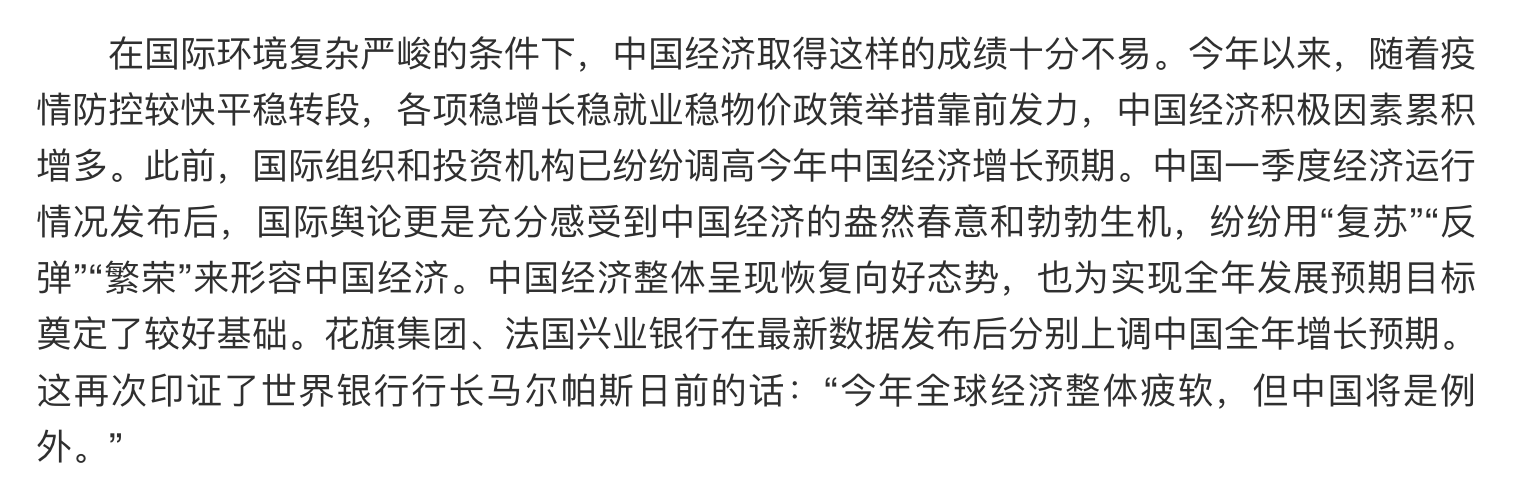 在国际环境复杂严峻的条件下，中国经济取得这样的成绩十分不易。今年以来，随着疫
情防控较快平稳转段，各项稳增长稳就业稳物价政策举措靠前发力，中国经济积极因素累积
增多。此前，国际组织和投资机构已纷纷调高今年中国经济增长预期。中国一季度经济运行
情况发布后，国际舆论更是充分感受到中国经济的盎然春意和勃勃生机，纷纷用“复苏”“反
弹”“繁荣”来形容中国经济。中国经济整体呈现恢复向好态势，也为实现全年发展预期目标
奠定了较好基础。花旗集团、法国兴业银行在最新数据发布后分别上调中国全年增长预期。
这再次印证了世界银行行长马尔帕斯日前的话：“今年全球经济整体疲软，但中国将是例
外。”